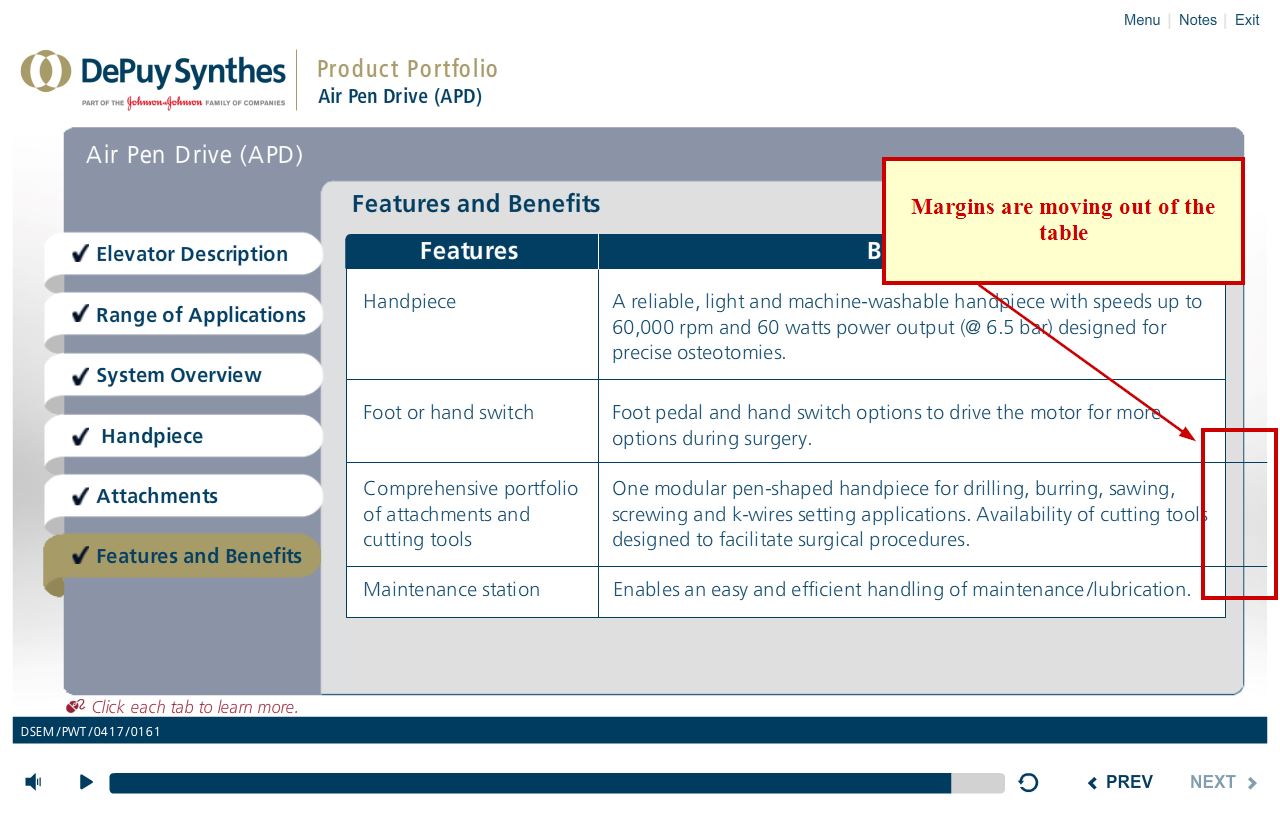 Menu | Notes | Exit
DePuy Synthes
PART OF THE Johnson & Johnson FAMILY OF COMPANIES
Product Portfolio
Air Pen Drive (APD)
Air Pen Drive (APD)
Elevator Description
Range of Applications
System Overview
Handpiece
Attachments
Features and Benefits
Features and Benefits
Margins are moving out of the
table
Features
B
Handpiece
A reliable, light and machine-washable handpiece with speeds up to
60,000 rpm and 60 watts power output (@ 6.5 bar) designed for
precise osteotomies.
Foot or hand switch
Foot pedal and hand switch options to drive the motor for more
options during surgery.
Comprehensive portfolio
of attachments and
cutting tools
One modular pen-shaped handpiece for drilling, burring, sawing,
screwing and k-wires setting applications. Availability of cutting tools
designed to facilitate surgical procedures.
Maintenance station
Enables an easy and efficient handling of maintenance/lubrication.
Click each tab to learn more.
DSEM/PWT/0417/0161
PREV
NEXT